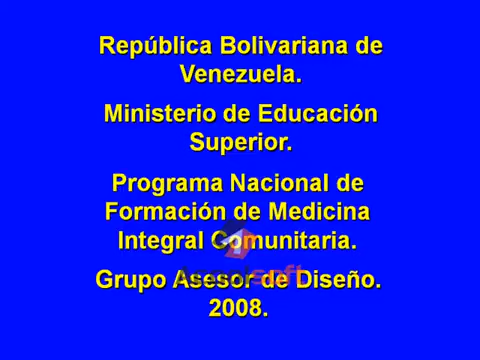 República Bolivariana de
Venezuela.
Ministerio de Educación
Superior.
Programa Nacional de
Formación de Medicina
Integral Comunitaria.
Grupo Asesor de Diseño.
2008.